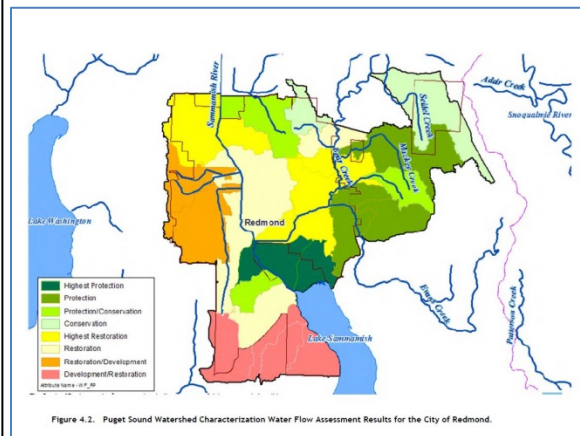 Sammamish River
Adair Creek
Snoqualmie River
Seidel Creek
Mackey Creek
Bear Creek
Lake Washington
Redmond
Evans Creek
Patterson Creek
Lake Sammamish
Highest Protection
Protection
Protection/Conservation
Conservation
Highest Restoration
Restoration
Restoration/Development
Development/Restoration
Figure 4.2. Puget Sound Watershed Characterization Water Flow Assessment Results for the City of Redmond.